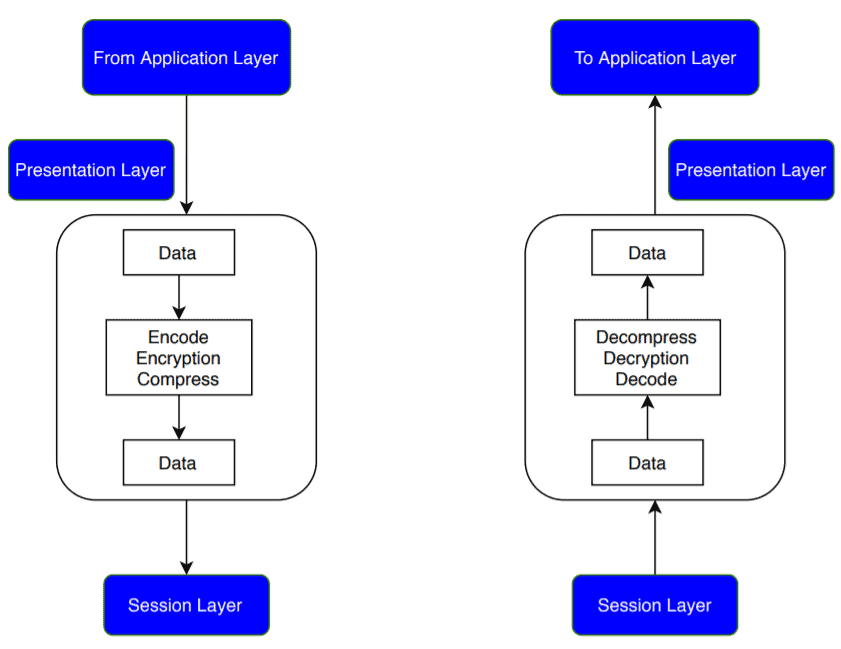 From Application Layer
Presentation Layer
Data
Encode
Encryption
Compress
Data
Session Layer
To Application Layer
Presentation Layer
Data
Decompress
Decryption
Decode
Data
Session Layer